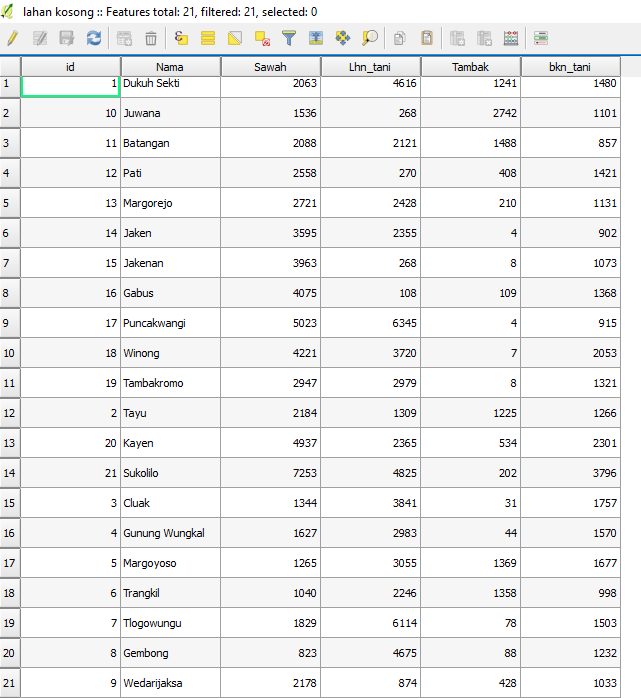 lahan kosong :: Features total: 21, filtered: 21, selected: 0
id Nama Sawah Lhn_tani Tambak bkn_tani
1 1 Dukuh Sekti 2063 4616 1241 1480
2 10 Juwana 1536 268 2742 1101
3 11 Batangan 2088 2121 1488 857
4 12 Pati 2558 270 408 1421
5 13 Margorejo 2721 2428 210 1131
6 14 Jaken 3595 2355 4 902
7 15 Jakenan 3963 268 8 1073
8 16 Gabus 4075 108 109 1368
9 17 Puncakwangi 5023 6345 4 915
10 18 Winong 4221 3720 7 2053
11 19 Tambakromo 2947 2979 8 1321
12 2 Tayu 2184 1309 1225 1266
13 20 Kayen 4937 2365 534 2301
14 21 Sukolilo 7253 4825 202 3796
15 3 Cluak 1344 3841 31 1757
16 4 Gunung Wungkal 1627 2983 44 1570
17 5 Margoyoso 1265 3055 1369 1677
18 6 Trangkil 1040 2246 1358 998
19 7 Tlogowungu 1829 6114 78 1503
20 8 Gembong 823 4675 88 1232
21 9 Wedarijaksa 2178 874 428 1033